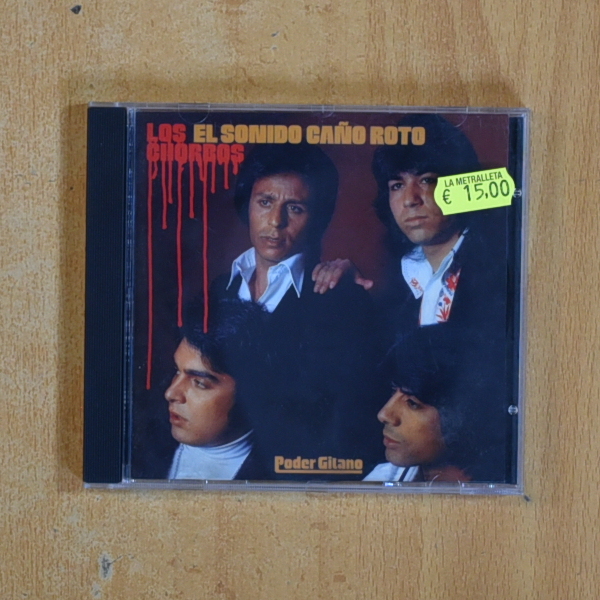 LOS EL SONIDO CAÑO ROTO
CHORBOS
LA METRALLETA
€ 15,00
Poder Gitano